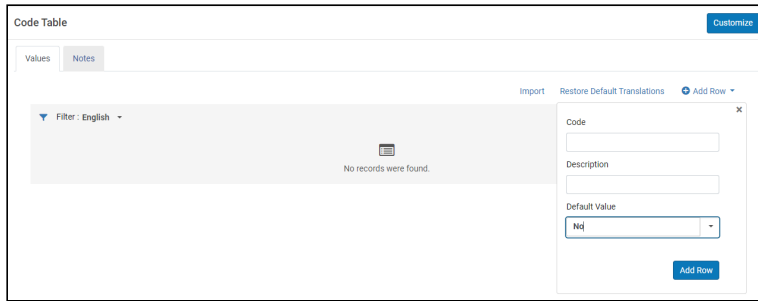 Code Table
Customize
Values Notes
Import Restore Default Translations Add Row
Filter : English
No records were found.
Code
Description
Default Value
No
Add Row